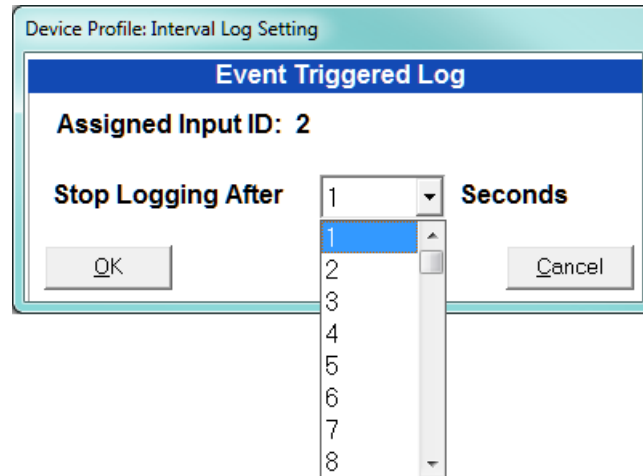 Device Profile: Interval Log Setting
Event Triggered Log
Assigned Input ID: 2
Stop Logging After 1 Seconds
1
2
3
4
5
6
7
8
OK
Cancel